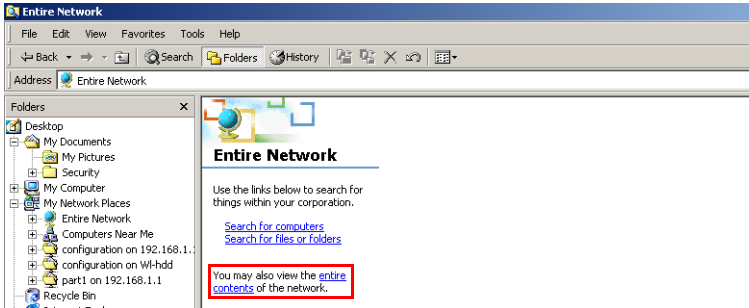 Entire Network
File Edit View Favorites Tools Help
Back Search Folders History
Address Entire Network
Folders x
Desktop
My Documents
My Pictures
Security
My Computer
My Network Places
Entire Network
Computers Near Me
configuration on 192.168.1.
configuration on Wl-hdd
part1 on 192.168.1.1
Recycle Bin
Entire Network
Use the links below to search for
things within your corporation.
Search for computers
Search for files or folders
You may also view the entire
contents of the network.